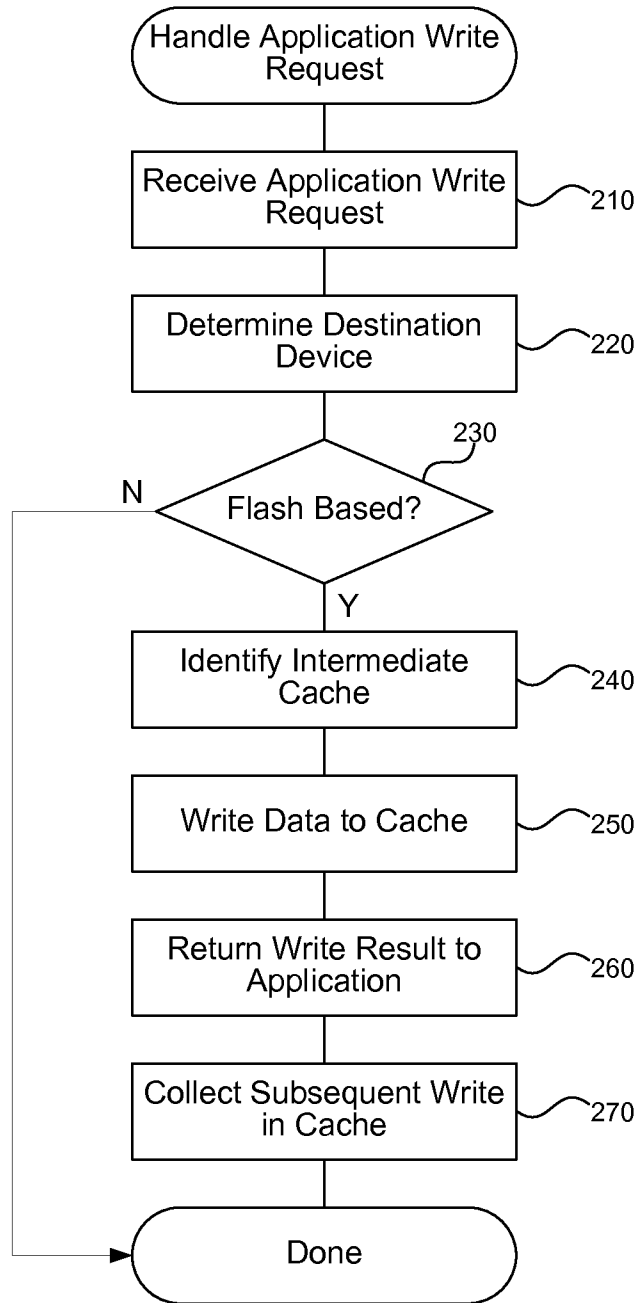 Handle Application Write
Request
Receive Application Write
Request
210
Determine Destination
Device
220
230
N
Flash Based?
Y
Identify Intermediate
Cache
240
Write Data to Cache
250
Return Write Result to
Application
260
Collect Subsequent Write
in Cache
270
Done